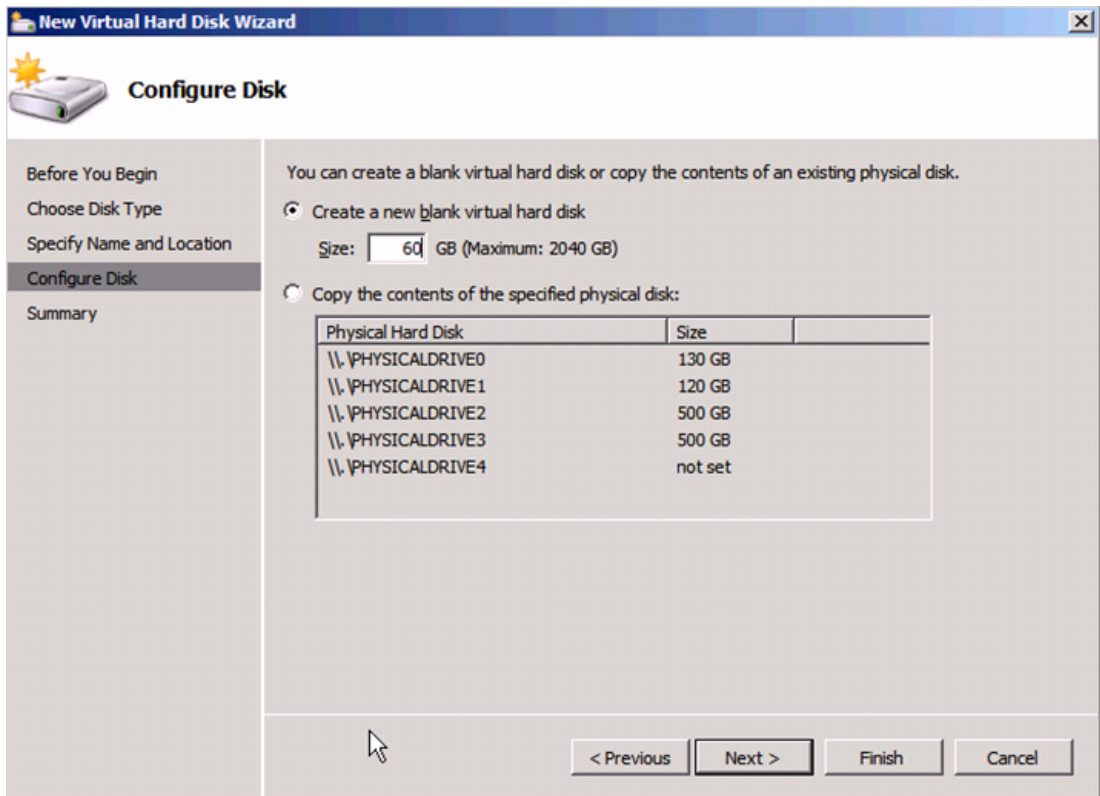 New Virtual Hard Disk Wizard
Configure Disk
Before You Begin
Choose Disk Type
Specify Name and Location
Configure Disk
Summary
You can create a blank virtual hard disk or copy the contents of an existing physical disk.
Create a new blank virtual hard disk
Size: 60 GB (Maximum: 2040 GB)
Copy the contents of the specified physical disk:
Physical Hard Disk Size
\\.\PHYSICALDRIVE0 130 GB
\\.\PHYSICALDRIVE1 120 GB
\\.\PHYSICALDRIVE2 500 GB
\\.\PHYSICALDRIVE3 500 GB
\\.\PHYSICALDRIVE4 not set
< Previous Next > Finish Cancel